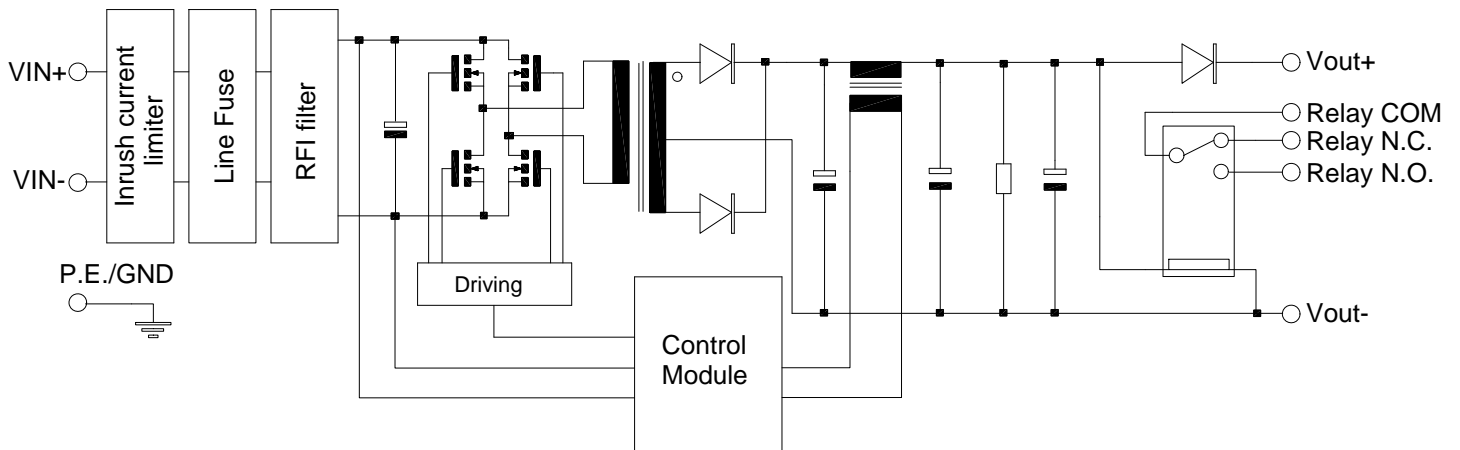 VIN+
VIN-
P.E./GND
Inrush current
limiter
Line Fuse
RFI filter
Driving
Control
Module
Vout+
Relay COM
Relay N.C.
Relay N.O.
Vout-